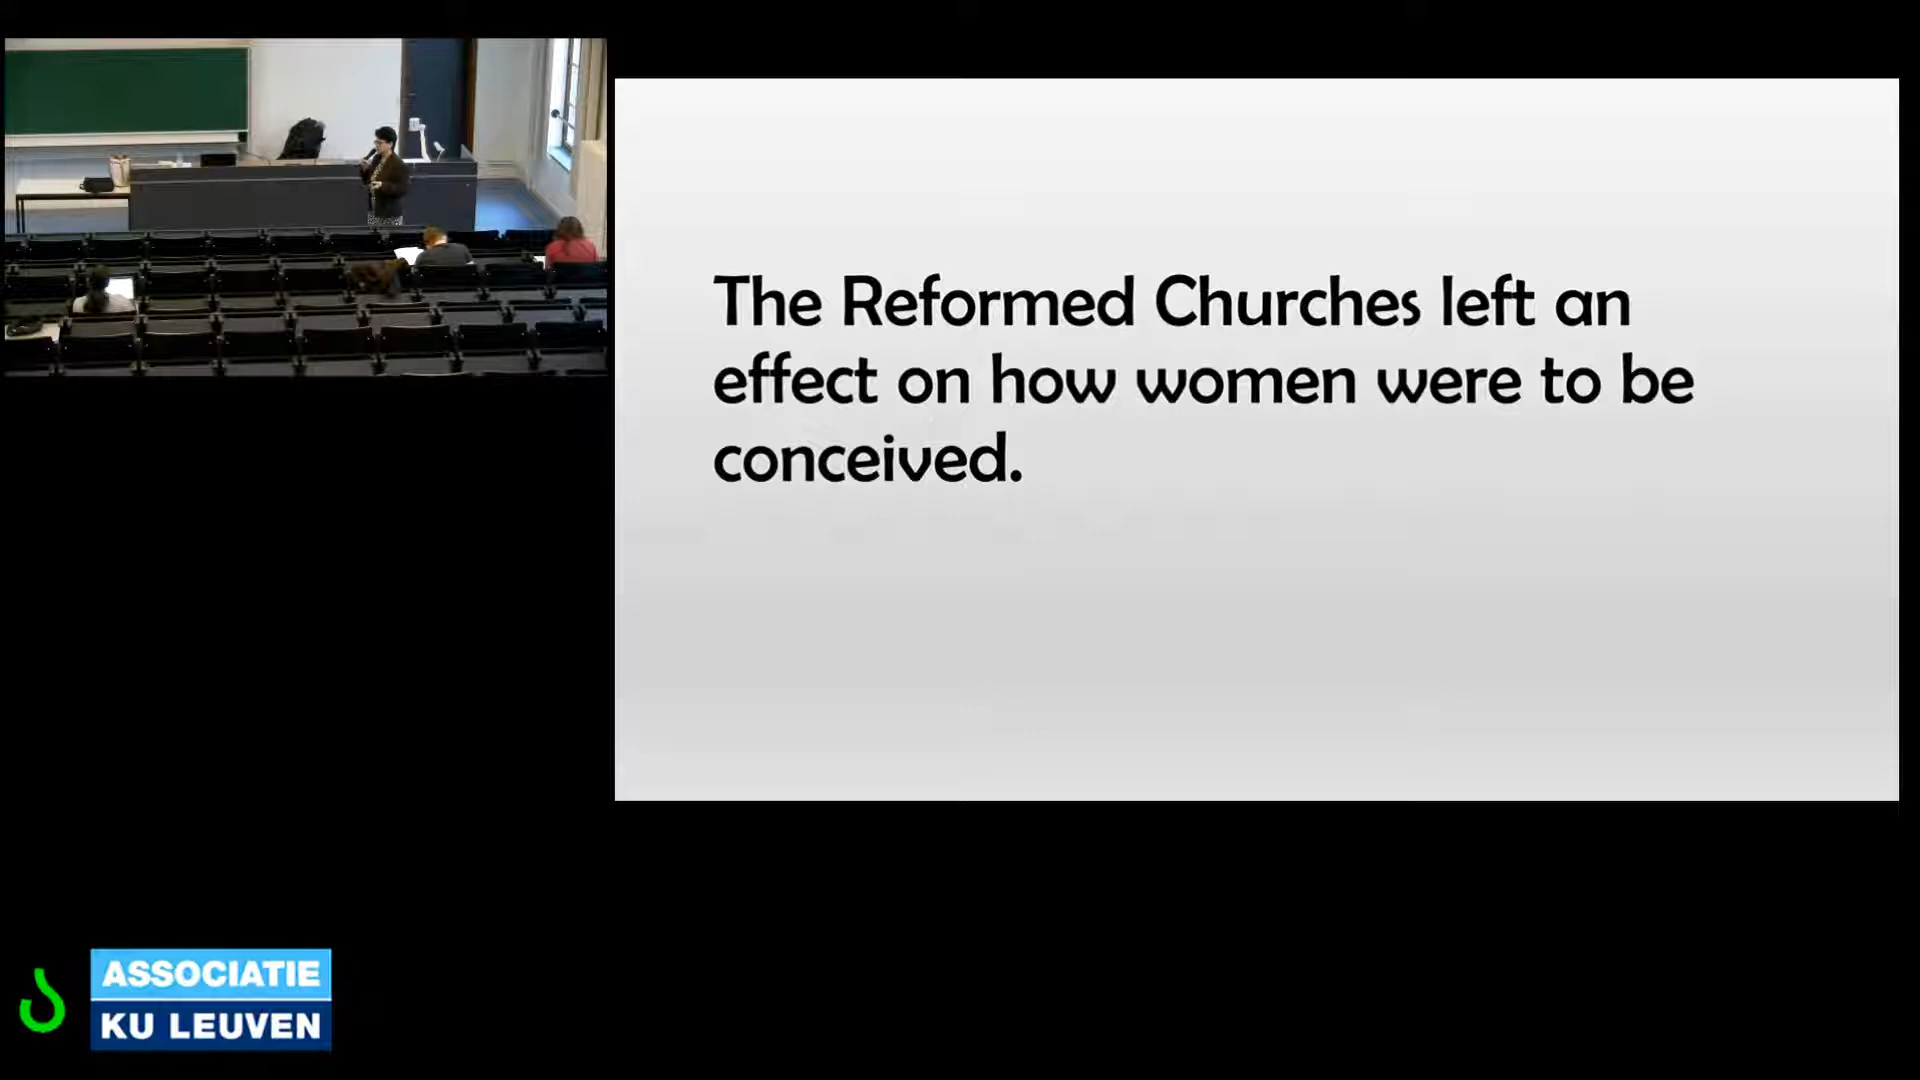 The Reformed Churches left an
effect on how women were to be
conceived.
ASSOCIATIE
KU LEUVEN